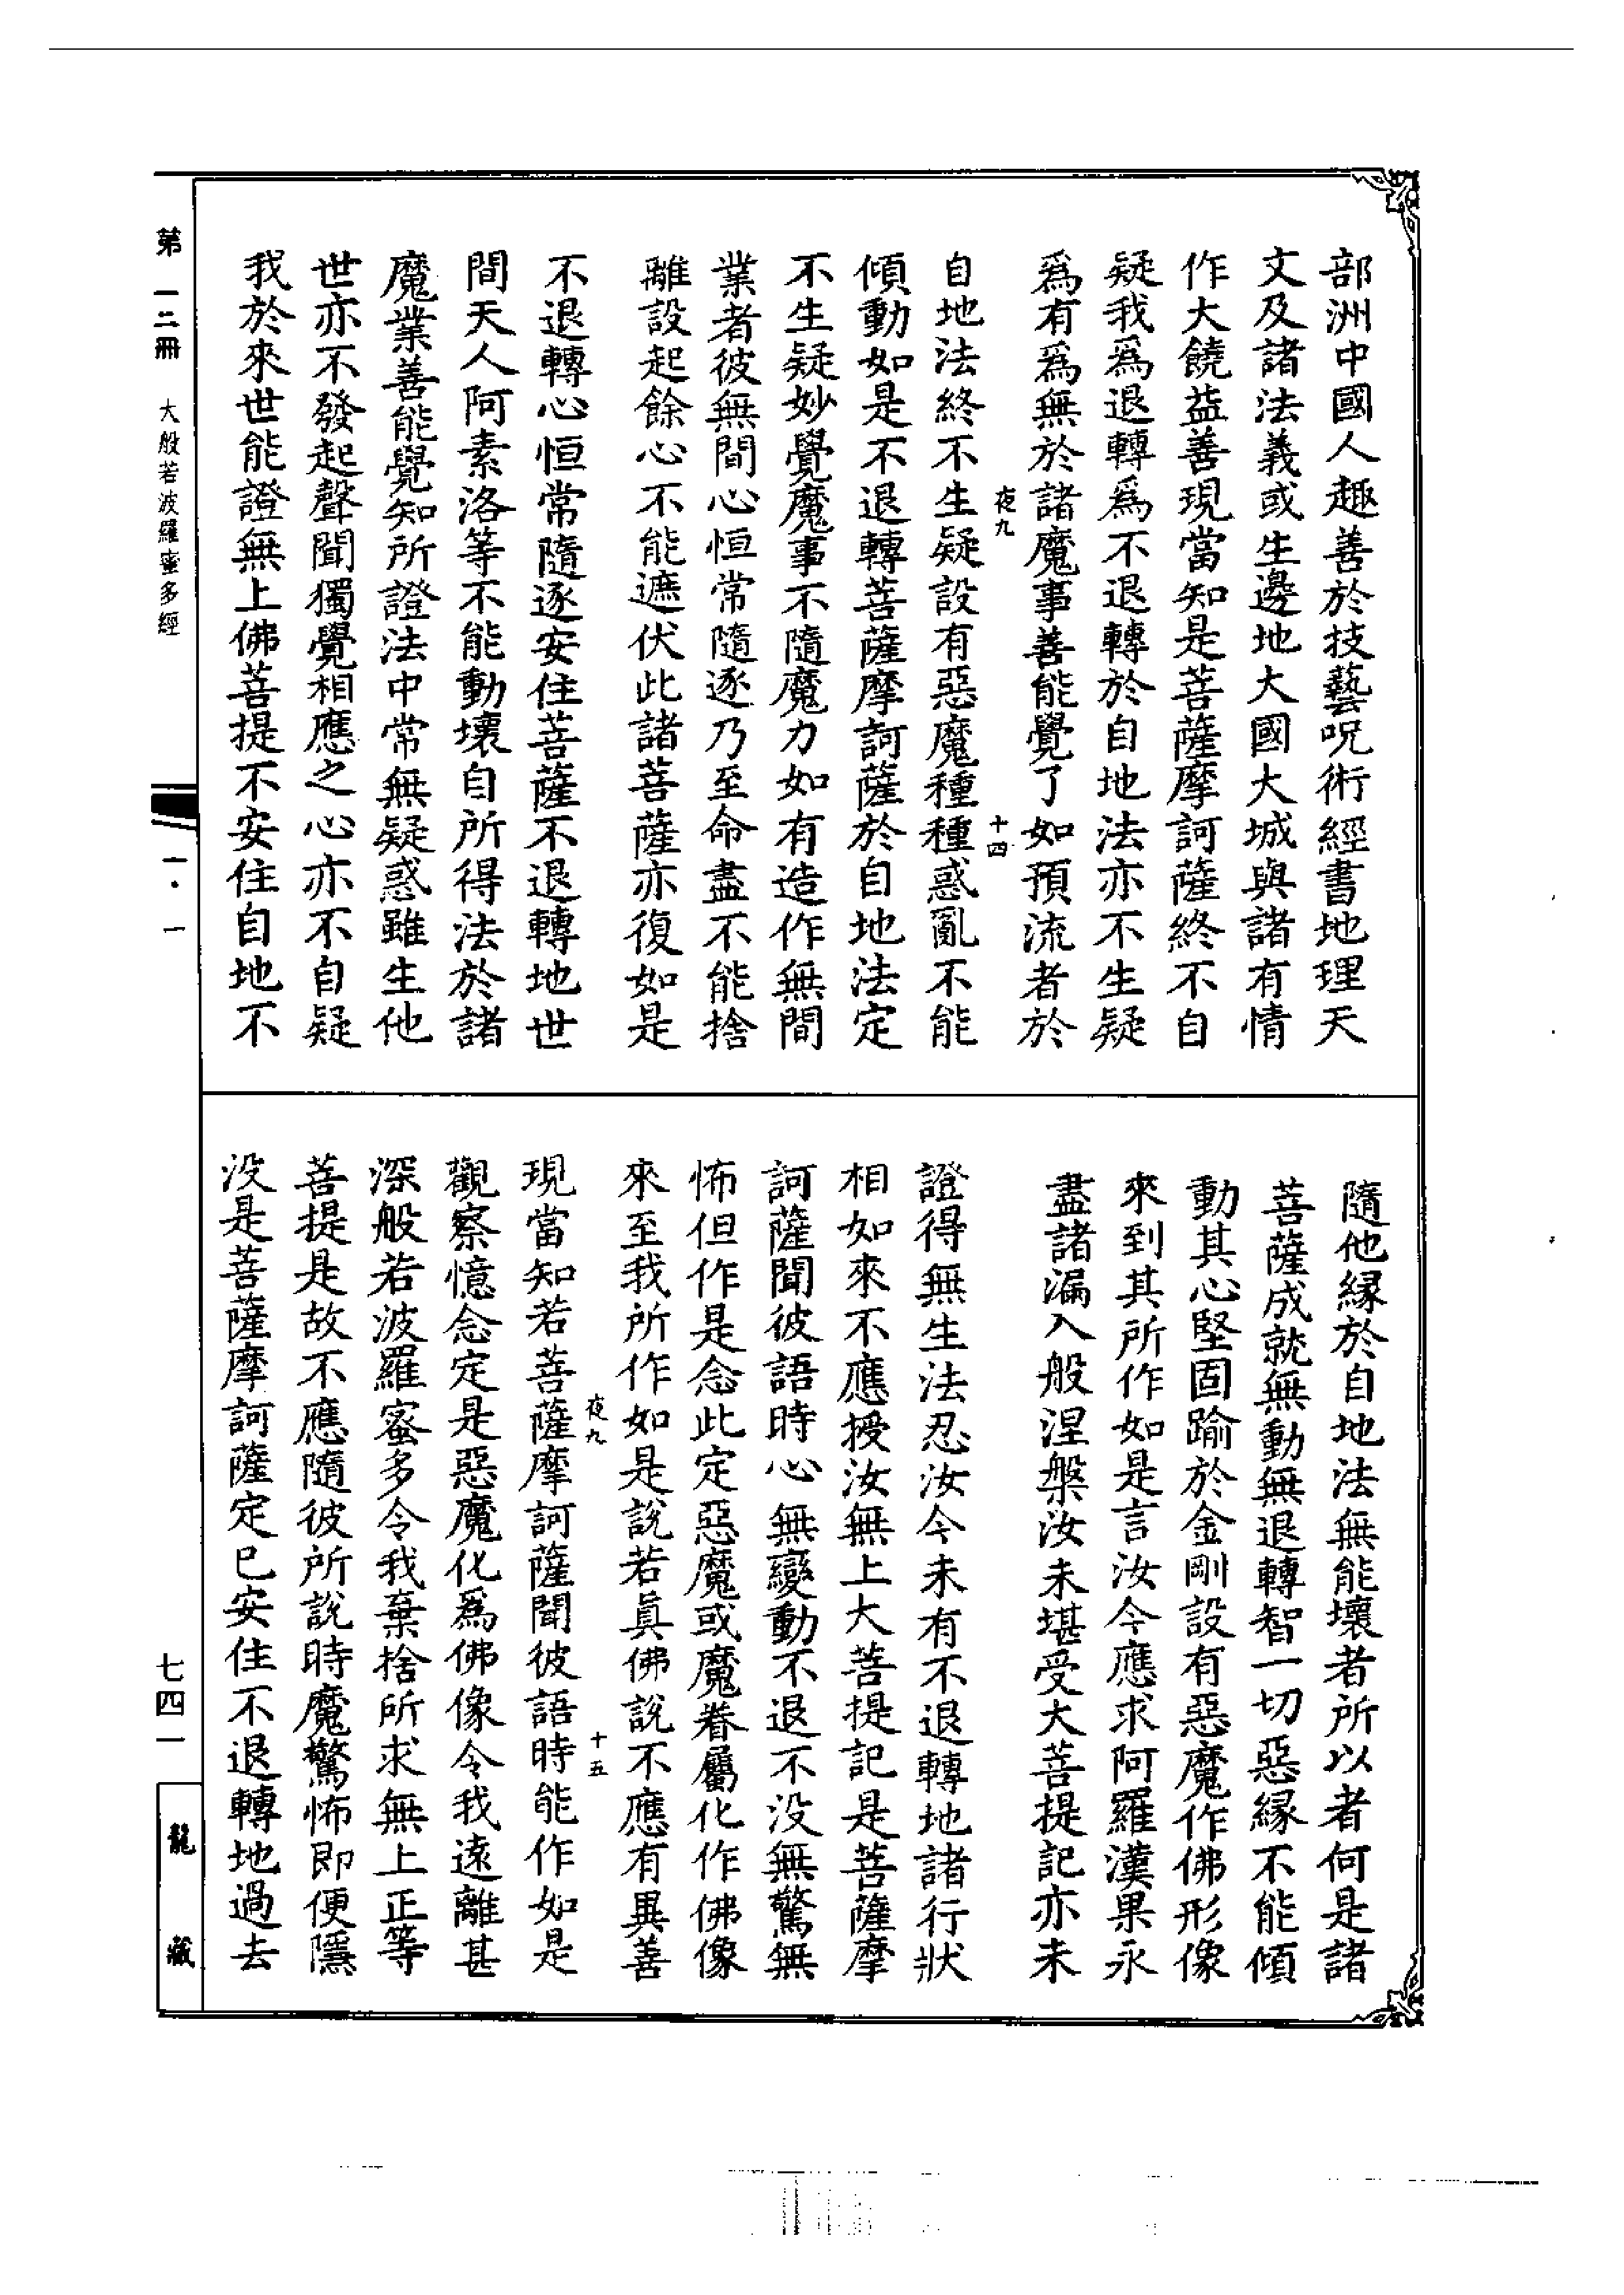 部洲中國人趣善於技藝呪術經書地理天
文及諸法義或生邊地大國大城與諸有情
作大饒益善現當知是菩薩摩訶薩終不自
疑我爲退轉爲不退轉於自地法亦不生疑
爲有爲無於諸魔事善能覺了如預流者於
夜九
十四
自地法終不生疑設有惡魔種種惑亂不能
傾動如是不退轉菩薩摩訶薩於自地法定
不生疑妙覺魔事不隨魔力如有造作無間
業者彼無間心恒常隨逐乃至命盡不能捨
離設起餘心不能遮伏此諸菩薩亦復如是
不退轉心恒常隨逐安住菩薩不退轉地世
間天人阿素洛等不能動壞自所得法於諸
魔業善能覺知所證法中常無疑惑雖生他
世亦不發起聲聞獨覺相應之心亦不自疑
我於來世能證無上佛菩提不安住自地不
隨他緣於自地法無能壞者所以者何是諸
菩薩成就無動無退轉智一切惡緣不能傾
動其心堅固踰於金剛設有惡魔作佛形像
來到其所作如是言汝今應求阿羅漢果永
盡諸漏入般涅槃汝未堪受大菩提記亦未
證得無生法忍汝今未有不退轉地諸行狀
相如來不應授汝無上大菩提記是菩薩摩
訶薩聞彼語時心無變動不退不没無驚無
怖但作是念此定惡魔或魔眷屬化作佛像
來至我所作如是說若真佛說不應有異善
夜九
十五
現當知若菩薩摩訶薩聞彼語時能作如是
觀察憶念定是惡魔化爲佛像令我遠離甚
深般若波羅蜜多令我棄捨所求無上正等
菩提是故不應隨彼所說時魔驚怖即便隱
没是菩薩摩訶薩定已安住不退轉地過去
第一二冊 大般若波羅蜜多經 一·一 七四一 龍藏